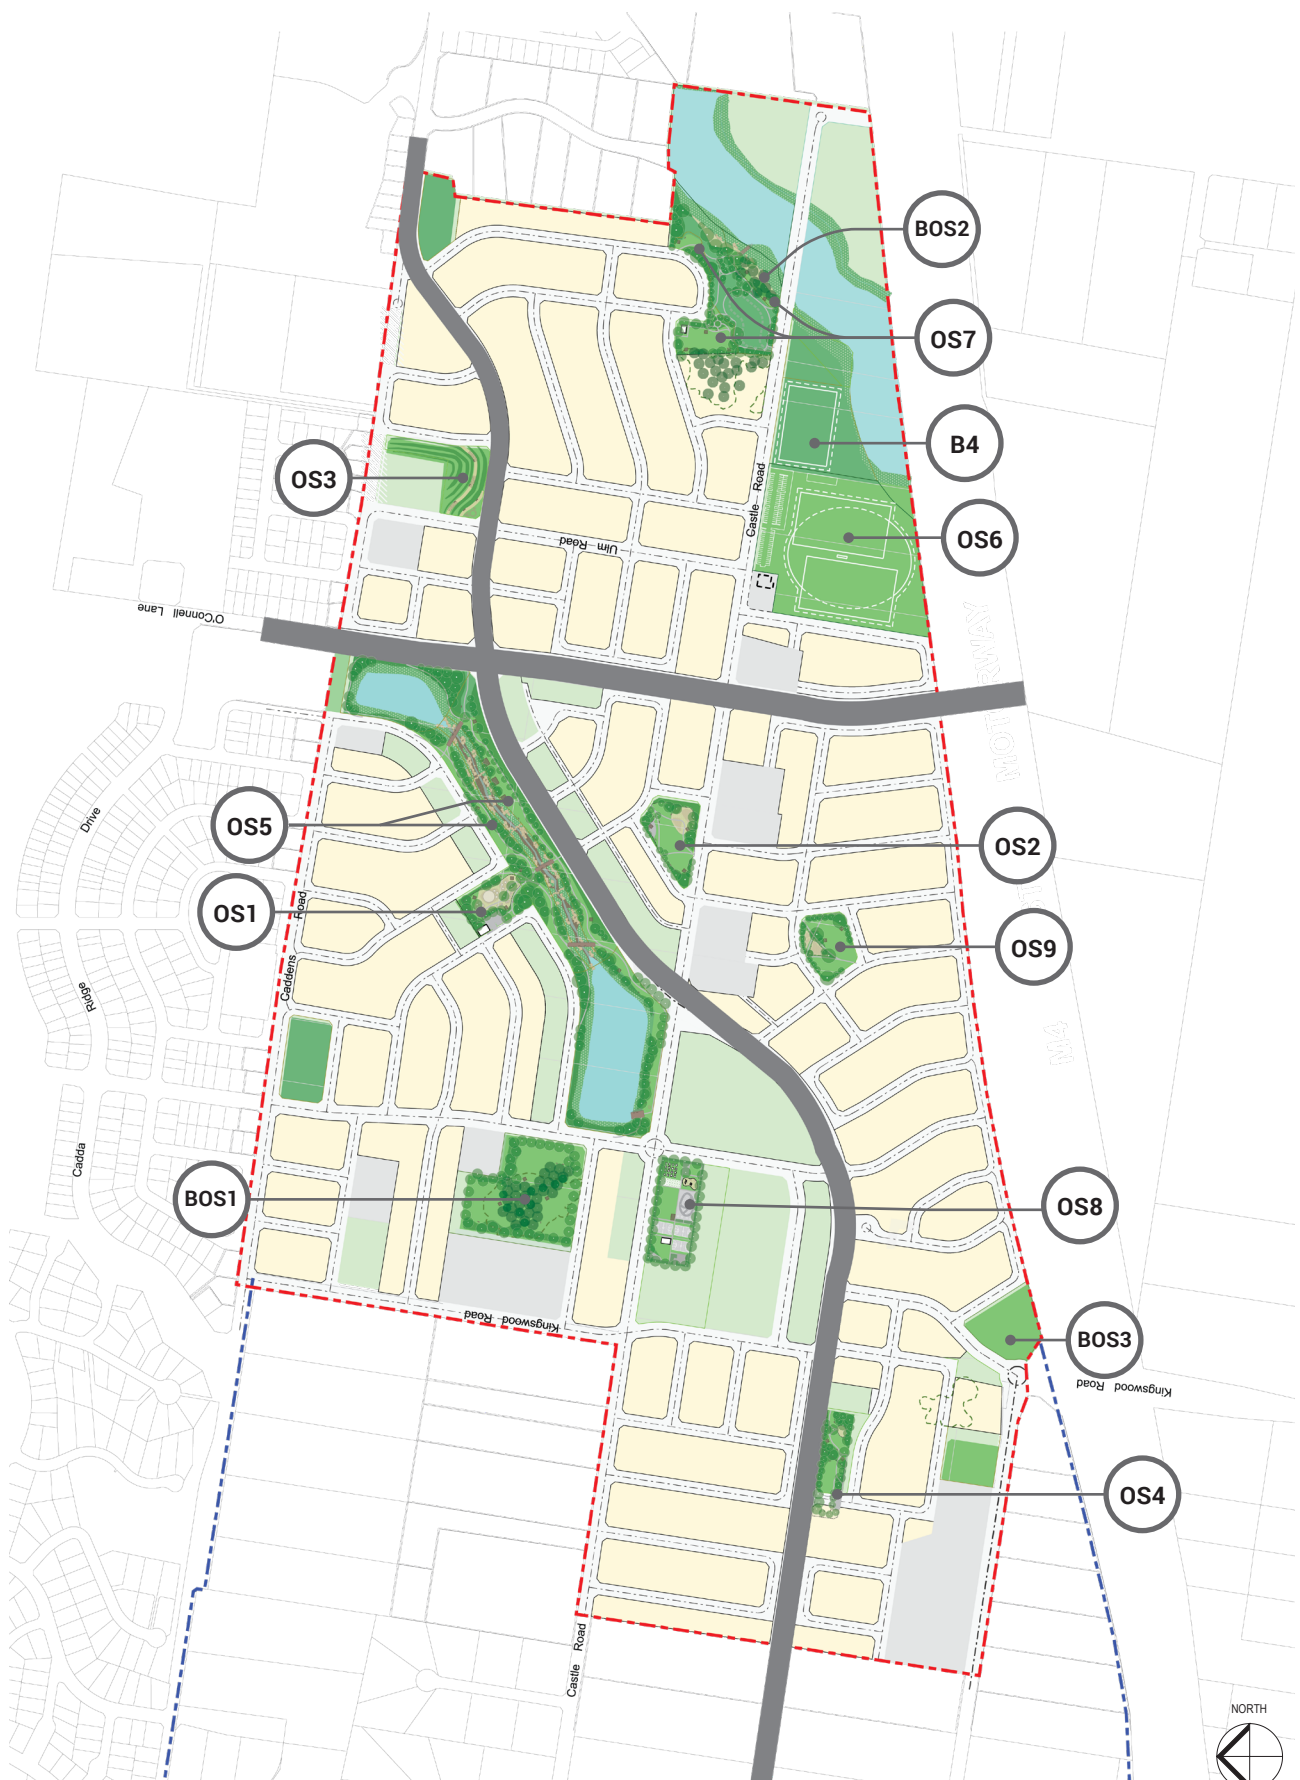 BOS2
OS7
B4
OS3
Castle Road
OS6
Ulm Road
O'Connell Lane
MOTORWAY
Drive
OS5
OS2
OS1
Road
OS9
Caddens
Ridge
M4
Cadda
BOS1
OS8
Kingswood Road
BOS3
Kingswood Road
OS4
Castle Road
NORTH